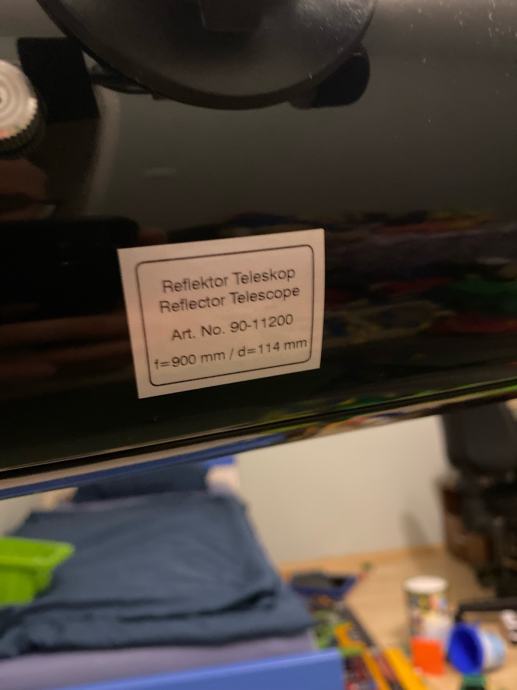 Reflektor Teleskop
Reflector Telescope
Art. No. 90-11200
f=900 mm / d=114 mm